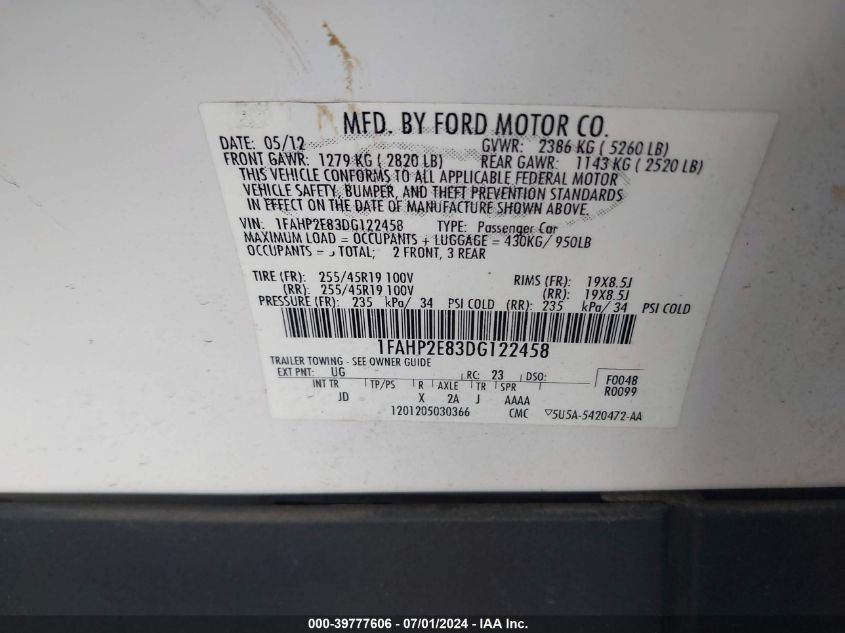 MFD. BY FORD MOTOR CO.
DATE: 05/12 GVWR: 2386 KG ( 5260 LB)
FRONT GAWR: 1279 KG ( 2820 LB) REAR GAWR: 1143 KG ( 2520 LB)
THIS VEHICLE CONFORMS TO ALL APPLICABLE FEDERAL MOTOR
VEHICLE SAFETY, BUMPER, AND THEFT PREVENTION STANDARDS
IN EFFECT ON THE DATE OF MANUFACTURE SHOWN ABOVE.
VIN: 1FAHP2E83DG122458 TYPE: Passenger Car
MAXIMUM LOAD = OCCUPANTS + LUGGAGE = 430KG/ 950LB
OCCUPANTS = TOTAL; 2 FRONT, 3 REAR
TIRE (FR): 255/45R19 100V RIMS (FR): 19X8.5J
(RR): 255/45R19 100V (RR): 19X8.5J
PRESSURE (FR): 235 kPa/ 34 PSI COLD (RR): 235 kPa/ 34 PSI COLD
1FAHP2E83DG122458
TRAILER TOWING - SEE OWNER GUIDE
EXT PNT: UG RC: 23 DSO: F0048
INT TR TP/PS R AXLE TR SPR R0099
JD X 2A J AAAA
1201205030366 CMC ▽5U5A-5420472-AA
000-39777606 - 07/01/2024 - IAA Inc.